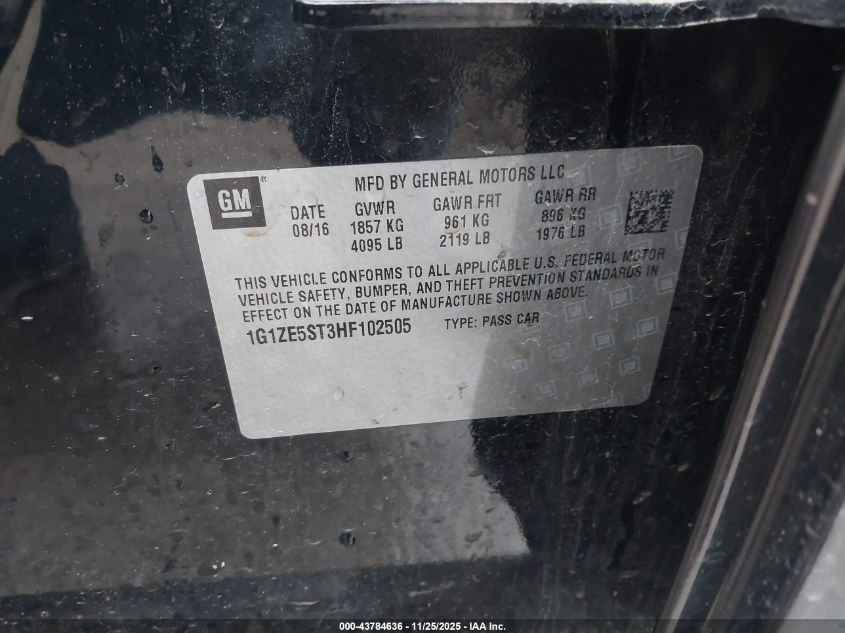 GM
MFD BY GENERAL MOTORS LLC
DATE GVWR GAWR FRT GAWR RR
08/16 1857 KG 961 KG 896 KG
4095 LB 2119 LB 1976 LB
THIS VEHICLE CONFORMS TO ALL APPLICABLE U.S. FEDERAL MOTOR
VEHICLE SAFETY, BUMPER, AND THEFT PREVENTION STANDARDS IN
EFFECT ON THE DATE OF MANUFACTURE SHOWN ABOVE.
1G1ZE5ST3HF102505 TYPE: PASS CAR
000-43784636 - 11/25/2025 - IAA Inc.